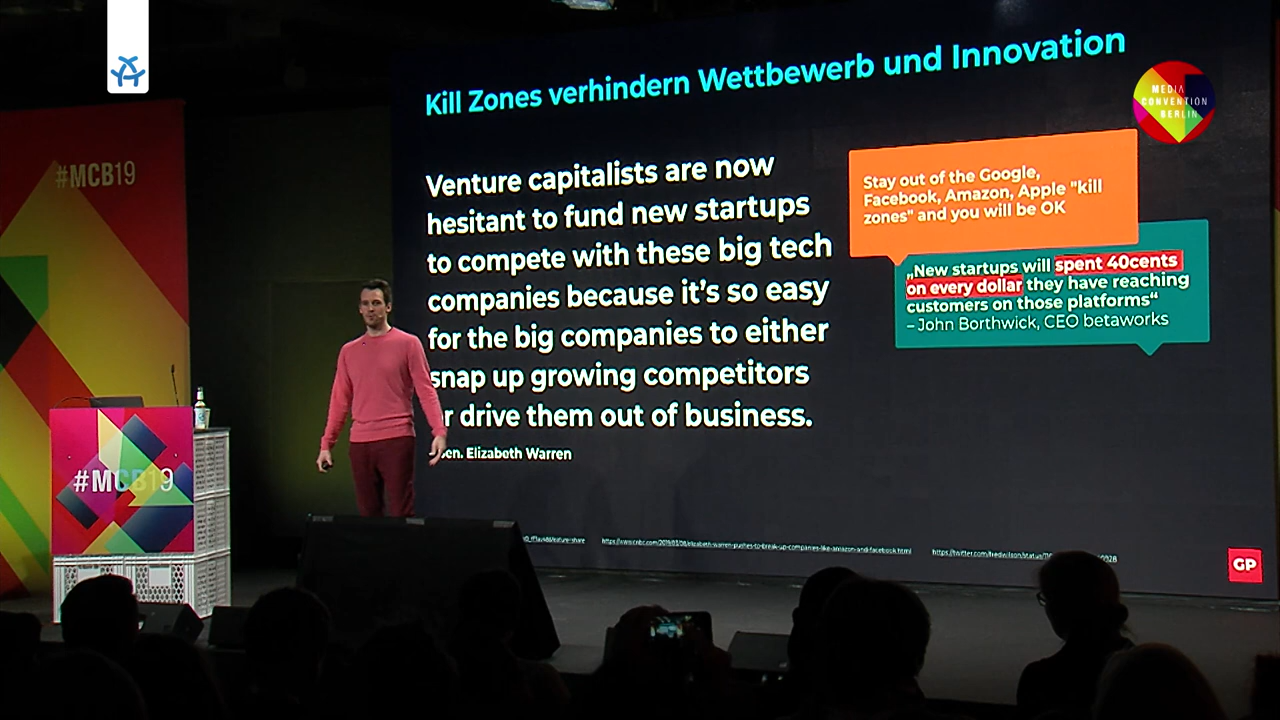 Kill Zones verhindern Wettbewerb und Innovation
MEDIA
CONVENTION
BERLIN
#MCB19
Venture capitalists are now
hesitant to fund new startups
to compete with these big tech
companies because it's so easy
for the big companies to either
snap up growing competitors
or drive them out of business.
Sen. Elizabeth Warren
Stay out of the Google,
Facebook, Amazon, Apple "kill
zones" and you will be OK
„New startups will spent 40cents
on every dollar they have reaching
customers on those platforms“
– John Borthwick, CEO betaworks
#MCB19
https://www.cnbc.com/2019/03/08/elizabeth-warren-pushes-to-break-up-companies-like-amazon-and-facebook.html
GP